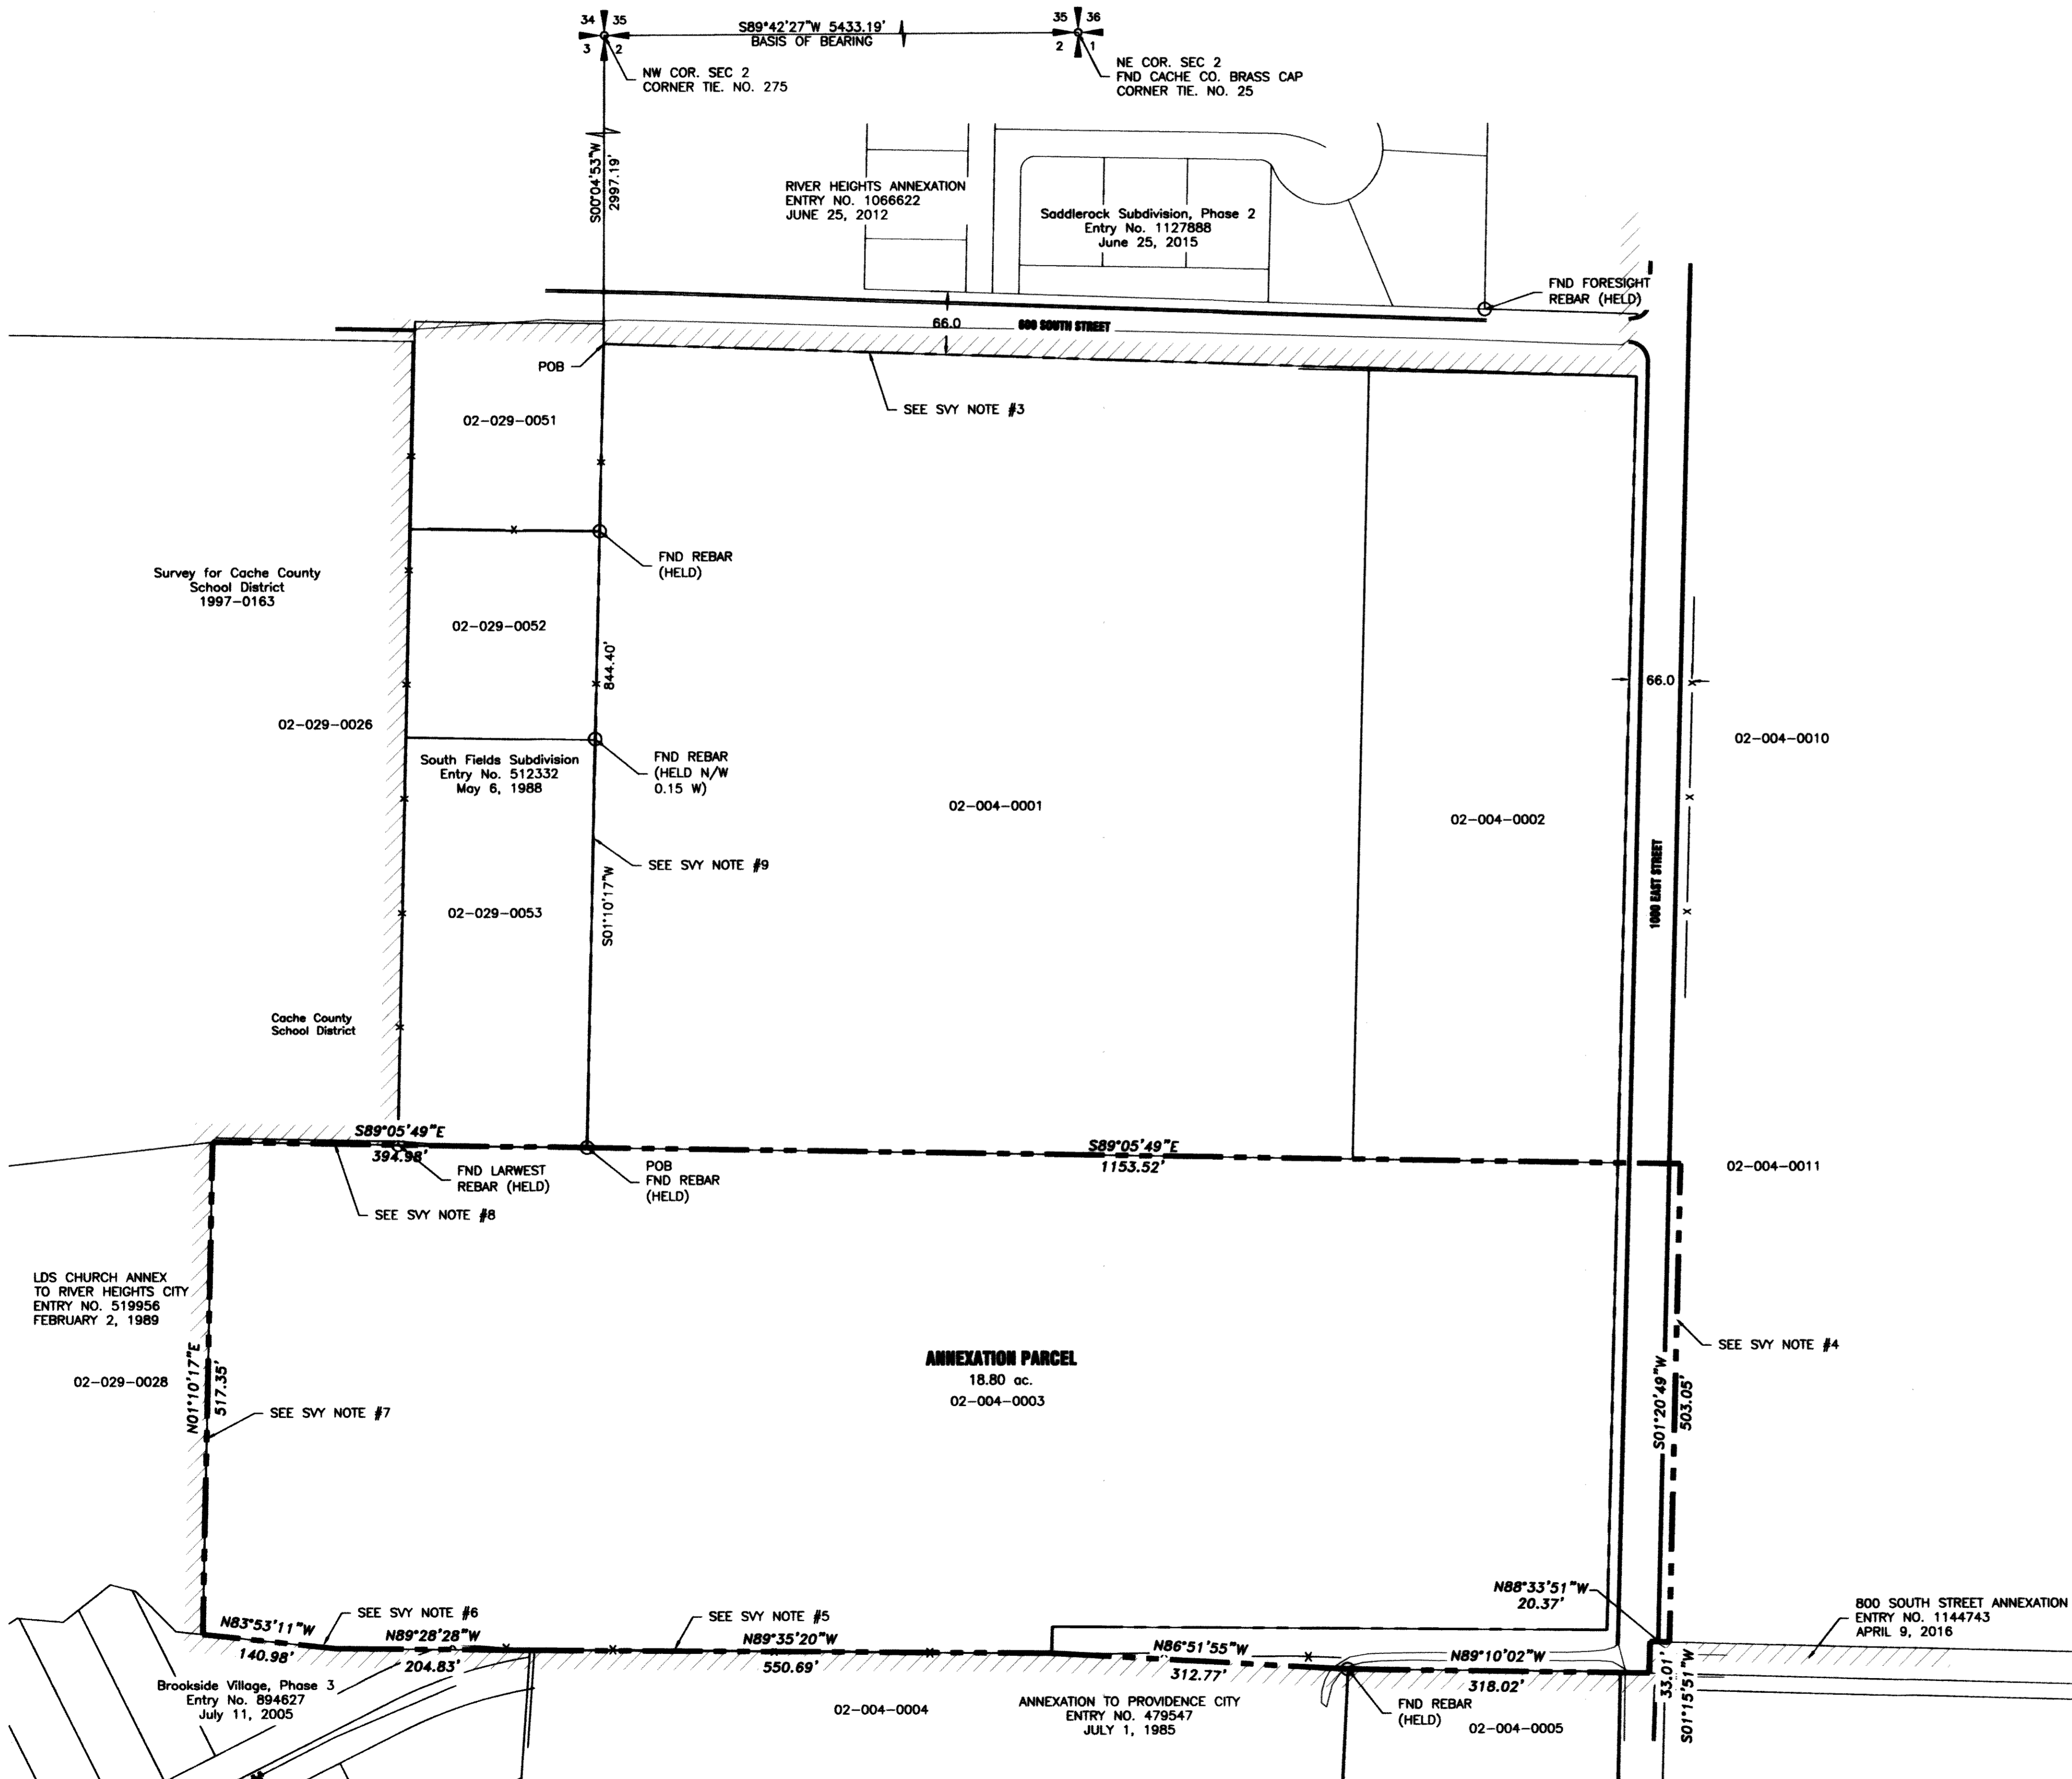 34 35
3 2
S89°42'27"W 5433.19'
BASIS OF BEARING
35 36
2 1
NW COR. SEC 2
CORNER TIE. NO. 275
NE COR. SEC 2
FND CACHE CO. BRASS CAP
CORNER TIE. NO. 25
S00°04'53"W
2997.19'
RIVER HEIGHTS ANNEXATION
ENTRY NO. 1066622
JUNE 25, 2012
Saddlerock Subdivision, Phase 2
Entry No. 1127888
June 25, 2015
FND FORESIGHT
REBAR (HELD)
66.0
600 SOUTH STREET
POB
SEE SVY NOTE #3
02-029-0051
FND REBAR
(HELD)
Survey for Cache County
School District
1997-0163
02-029-0052
844.40'
66.0
02-029-0026
02-004-0010
South Fields Subdivision
Entry No. 512332
May 6, 1988
FND REBAR
(HELD N/W
0.15 W)
02-004-0001
02-004-0002
SEE SVY NOTE #9
1000 EAST STREET
02-029-0053
S01°10'17"W
Cache County
School District
S89°05'49"E
394.98'
S89°05'49"E
1153.52'
FND LARWEST
REBAR (HELD)
POB
FND REBAR
(HELD)
02-004-0011
SEE SVY NOTE #8
LDS CHURCH ANNEX
TO RIVER HEIGHTS CITY
ENTRY NO. 519956
FEBRUARY 2, 1989
02-029-0028
N01°10'17"E
517.35'
SEE SVY NOTE #7
ANNEXATION PARCEL
18.80 ac.
02-004-0003
SEE SVY NOTE #4
S01°20'49"W
503.05'
N88°33'51"W
20.37'
800 SOUTH STREET ANNEXATION
ENTRY NO. 1144743
APRIL 9, 2016
N83°53'11"W
140.98'
SEE SVY NOTE #6
N89°28'28"W
204.83'
SEE SVY NOTE #5
N89°35'20"W
550.69'
N86°51'55"W
312.77'
N89°10'02"W
318.02'
33.01'
S01°15'51"W
Brookside Village, Phase 3
Entry No. 894627
July 11, 2005
02-004-0004
ANNEXATION TO PROVIDENCE CITY
ENTRY NO. 479547
JULY 1, 1985
FND REBAR
(HELD)
02-004-0005